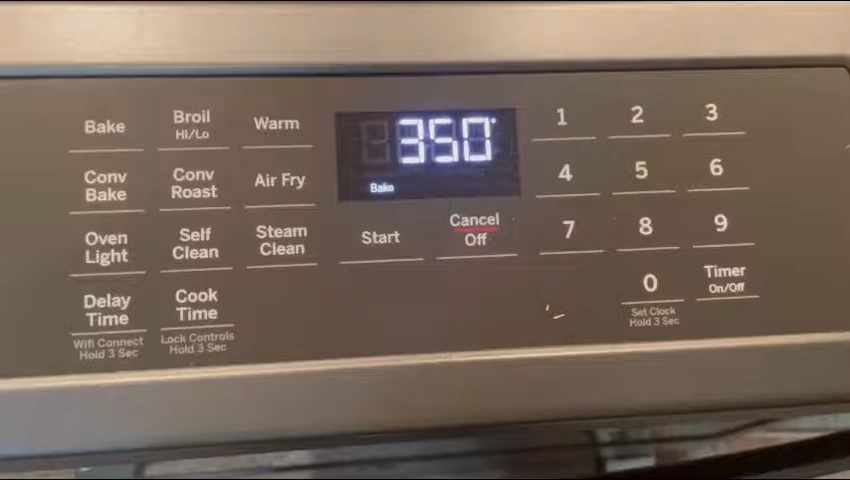 Bake
Broil
Hi/Lo
Warm
350°
Bake
1
2
3
Conv
Bake
Conv
Roast
Air Fry
4
5
6
Oven
Light
Self
Clean
Steam
Clean
Start
Cancel
Off
7
8
9
Delay
Time
Wifi Connect
Hold 3 Sec
Cook
Time
Lock Controls
Hold 3 Sec
0
Set Clock
Hold 3 Sec
Timer
On/Off